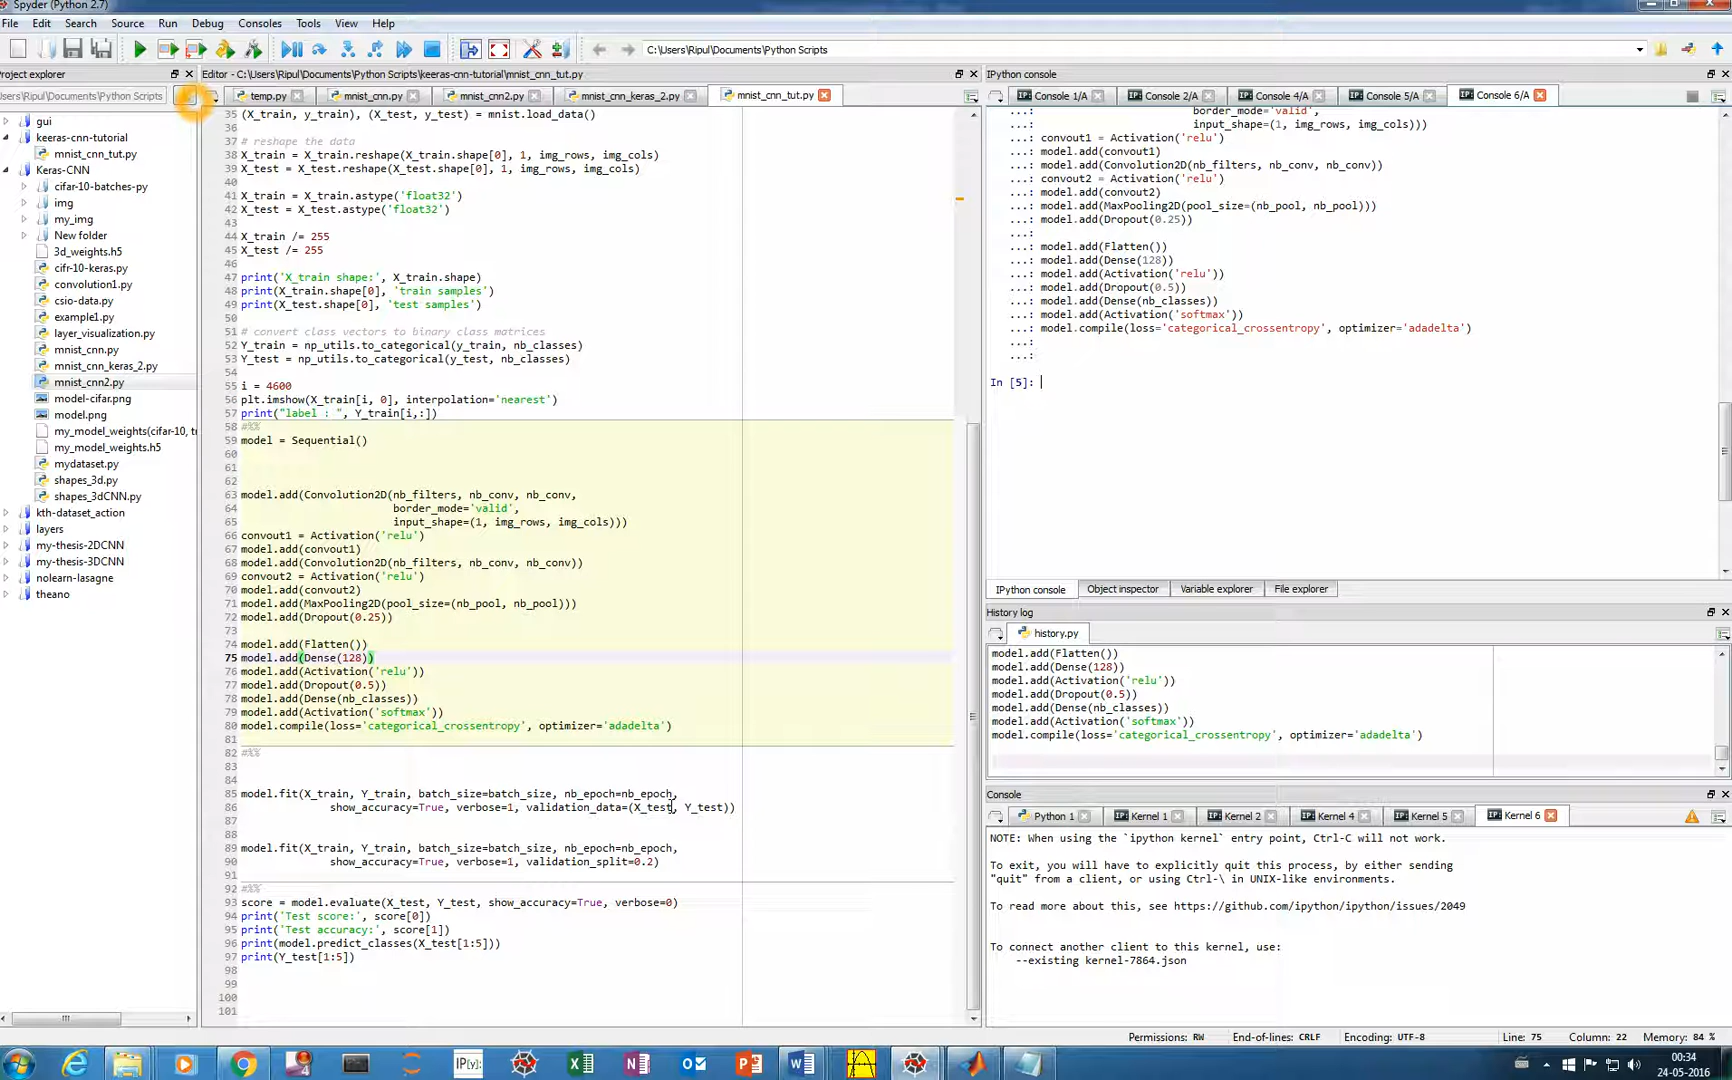 Spyder (Python 2.7)
File Edit Search Source Run Debug Consoles Tools View Help
C:\Users\Ripul\Documents\Python Scripts
Project explorer
sers\Ripul\Documents\Python Scripts
gui
keeras-cnn-tutorial
mnist_cnn_tut.py
Keras-CNN
cifar-10-batches-py
img
my_img
New folder
3d_weights.h5
cifr-10-keras.py
convolution1.py
csio-data.py
example1.py
layer_visualization.py
mnist_cnn.py
mnist_cnn_keras_2.py
mnist_cnn2.py
model-cifar.png
model.png
my_model_weights(cifar-10, tr
my_model_weights.h5
mydataset.py
shapes_3d.py
shapes_3dCNN.py
kth-dataset_action
layers
my-thesis-2DCNN
my-thesis-3DCNN
nolearn-lasagne
theano
Editor - C:\Users\Ripul\Documents\Python Scripts\keeras-cnn-tutorial\mnist_cnn_tut.py
temp.py mnist_cnn.py mnist_cnn2.py mnist_cnn_keras_2.py mnist_cnn_tut.py
35 (X_train, y_train), (X_test, y_test) = mnist.load_data()
36
37 # reshape the data
38 X_train = X_train.reshape(X_train.shape[0], 1, img_rows, img_cols)
39 X_test = X_test.reshape(X_test.shape[0], 1, img_rows, img_cols)
40
41 X_train = X_train.astype('float32')
42 X_test = X_test.astype('float32')
43
44 X_train /= 255
45 X_test /= 255
46
47 print('X_train shape:', X_train.shape)
48 print(X_train.shape[0], 'train samples')
49 print(X_test.shape[0], 'test samples')
50
51 # convert class vectors to binary class matrices
52 Y_train = np_utils.to_categorical(y_train, nb_classes)
53 Y_test = np_utils.to_categorical(y_test, nb_classes)
54
55 i = 4600
56 plt.imshow(X_train[i, 0], interpolation='nearest')
57 print("label : ", Y_train[i,:])
58 #%%
59 model = Sequential()
60
61
62
63 model.add(Convolution2D(nb_filters, nb_conv, nb_conv,
64 border_mode='valid',
65 input_shape=(1, img_rows, img_cols)))
66 convout1 = Activation('relu')
67 model.add(convout1)
68 model.add(Convolution2D(nb_filters, nb_conv, nb_conv))
69 convout2 = Activation('relu')
70 model.add(convout2)
71 model.add(MaxPooling2D(pool_size=(nb_pool, nb_pool)))
72 model.add(Dropout(0.25))
73
74 model.add(Flatten())
75 model.add(Dense(128))
76 model.add(Activation('relu'))
77 model.add(Dropout(0.5))
78 model.add(Dense(nb_classes))
79 model.add(Activation('softmax'))
80 model.compile(loss='categorical_crossentropy', optimizer='adadelta')
81
82 #%%
83
84
85 model.fit(X_train, Y_train, batch_size=batch_size, nb_epoch=nb_epoch,
86 show_accuracy=True, verbose=1, validation_data=(X_test, Y_test))
87
88
89 model.fit(X_train, Y_train, batch_size=batch_size, nb_epoch=nb_epoch,
90 show_accuracy=True, verbose=1, validation_split=0.2)
91
92 #%%
93 score = model.evaluate(X_test, Y_test, show_accuracy=True, verbose=0)
94 print('Test score:', score[0])
95 print('Test accuracy:', score[1])
96 print(model.predict_classes(X_test[1:5]))
97 print(Y_test[1:5])
98
99
100
101
IPython console
Console 1/A Console 2/A Console 4/A Console 5/A Console 6/A
...: border_mode='valid',
...: input_shape=(1, img_rows, img_cols)))
...: convout1 = Activation('relu')
...: model.add(convout1)
...: model.add(Convolution2D(nb_filters, nb_conv, nb_conv))
...: convout2 = Activation('relu')
...: model.add(convout2)
...: model.add(MaxPooling2D(pool_size=(nb_pool, nb_pool)))
...: model.add(Dropout(0.25))
...:
...: model.add(Flatten())
...: model.add(Dense(128))
...: model.add(Activation('relu'))
...: model.add(Dropout(0.5))
...: model.add(Dense(nb_classes))
...: model.add(Activation('softmax'))
...: model.compile(loss='categorical_crossentropy', optimizer='adadelta')
...:
...:
In [5]:
IPython console Object inspector Variable explorer File explorer
History log
history.py
model.add(Flatten())
model.add(Dense(128))
model.add(Activation('relu'))
model.add(Dropout(0.5))
model.add(Dense(nb_classes))
model.add(Activation('softmax'))
model.compile(loss='categorical_crossentropy', optimizer='adadelta')
Console
Python 1 Kernel 1 Kernel 2 Kernel 4 Kernel 5 Kernel 6
NOTE: When using the `ipython kernel` entry point, Ctrl-C will not work.
To exit, you will have to explicitly quit this process, by either sending
"quit" from a client, or using Ctrl-\ in UNIX-like environments.
To read more about this, see https://github.com/ipython/ipython/issues/2049
To connect another client to this kernel, use:
--existing kernel-7864.json
Permissions: RW End-of-lines: CRLF Encoding: UTF-8 Line: 75 Column: 22 Memory: 84 %
IP[y]:
00:34
24-05-2016